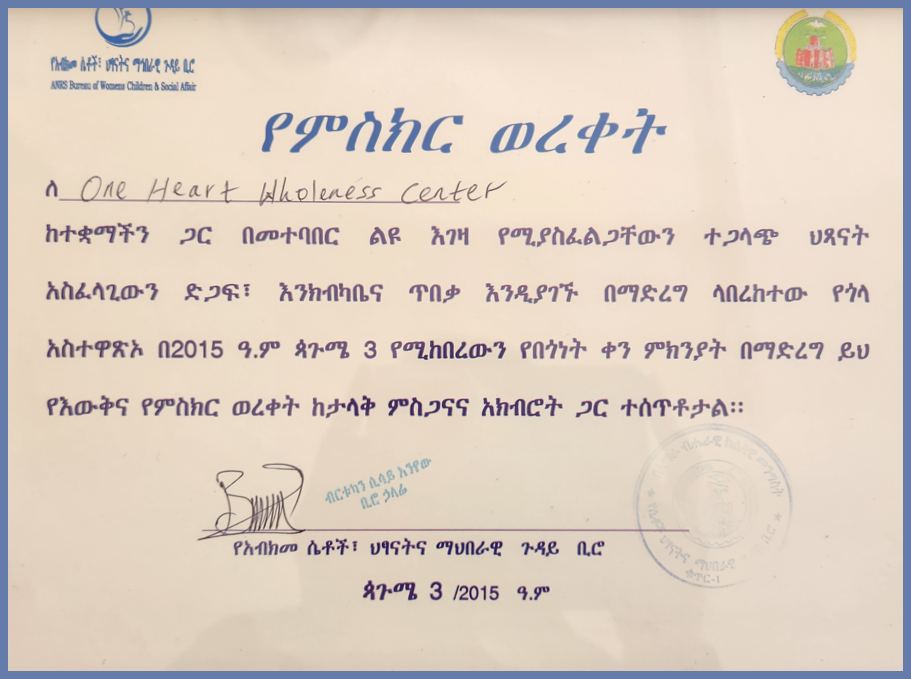 የአብክመ ሴቶች፣ ህፃናትና ማኅበራዊ ጉዳይ ቢሮ
ANRS Bureau of Womens Children & Social Affair
የምስክር ወረቀት
ለ One Heart Wholeness Center
ከተቋማችን ጋር በመተባበር ልዩ እገዛ የሚያስፈልጋቸውን ተጋላጭ ህጻናት
አስፈላጊውን ድጋፍ፣ እንክብካቤና ጥበቃ እንዲያገኙ በማድረግ ላበረከተው የጎላ
አስተዋጽኦ በ2015 ዓ.ም ጳጉሜ 3 የሚከበረውን የበጎነት ቀን ምክንያት በማድረግ ይህ
የእውቅና የምስክር ወረቀት ከታላቅ ምስጋናና አክብሮት ጋር ተሰጥቶታል፡፡
ብርቱካን ሲሳይ አንየው
ቢሮ ኃላፊ
የአብክመ ሴቶች፣ ህፃናትና ማህበራዊ ጉዳይ ቢሮ
ጳጉሜ 3 /2015 ዓ.ም